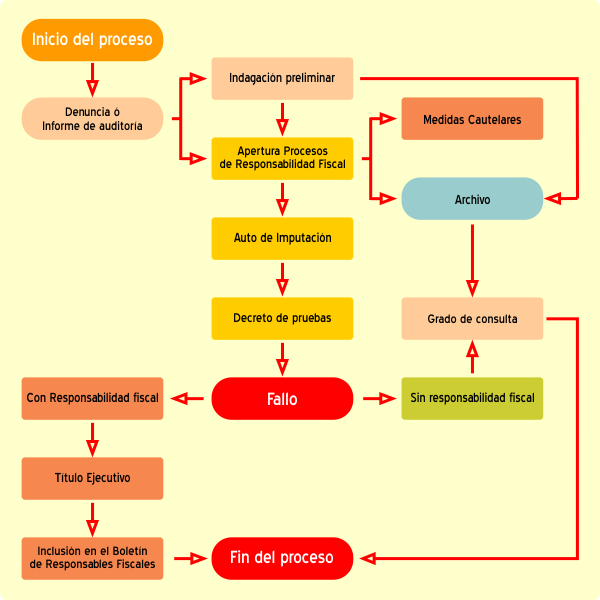 Inicio del proceso
Denuncia ó
Informe de auditoría
Indagación preliminar
Apertura Procesos
de Responsabilidad Fiscal
Medidas Cautelares
Archivo
Auto de Imputación
Decreto de pruebas
Grado de consulta
Con Responsabilidad fiscal
Fallo
Sin responsabilidad fiscal
Título Ejecutivo
Inclusión en el Boletín
de Responsables Fiscales
Fin del proceso